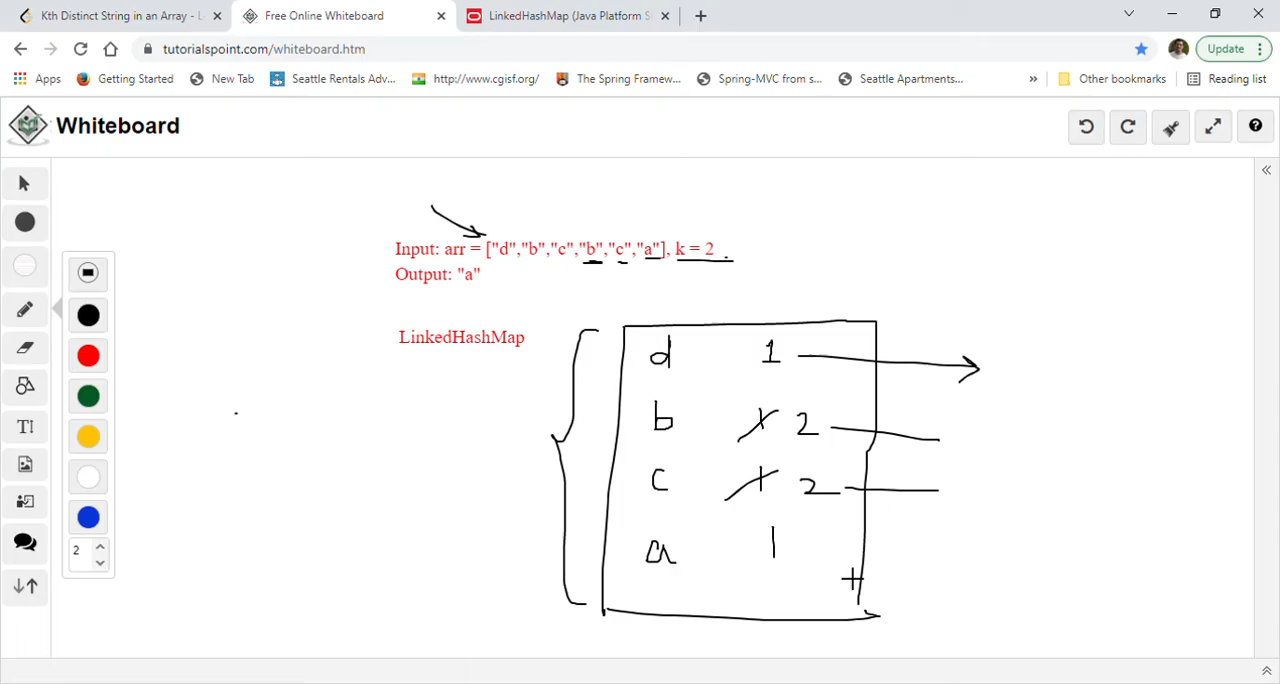 Kth Distinct String in an Array - L
Free Online Whiteboard
LinkedHashMap (Java Platform S
tutorialspoint.com/whiteboard.htm
Update
Apps
Getting Started
New Tab
Seattle Rentals Adv...
http://www.cgisf.org/
The Spring Framew...
Spring-MVC from s...
Seattle Apartments...
»
Other bookmarks
Reading list
Whiteboard
Input: arr = ["d","b","c","b","c","a"], k = 2
Output: "a"
LinkedHashMap
d 1
b 1 2
c 1 2
a 1
2